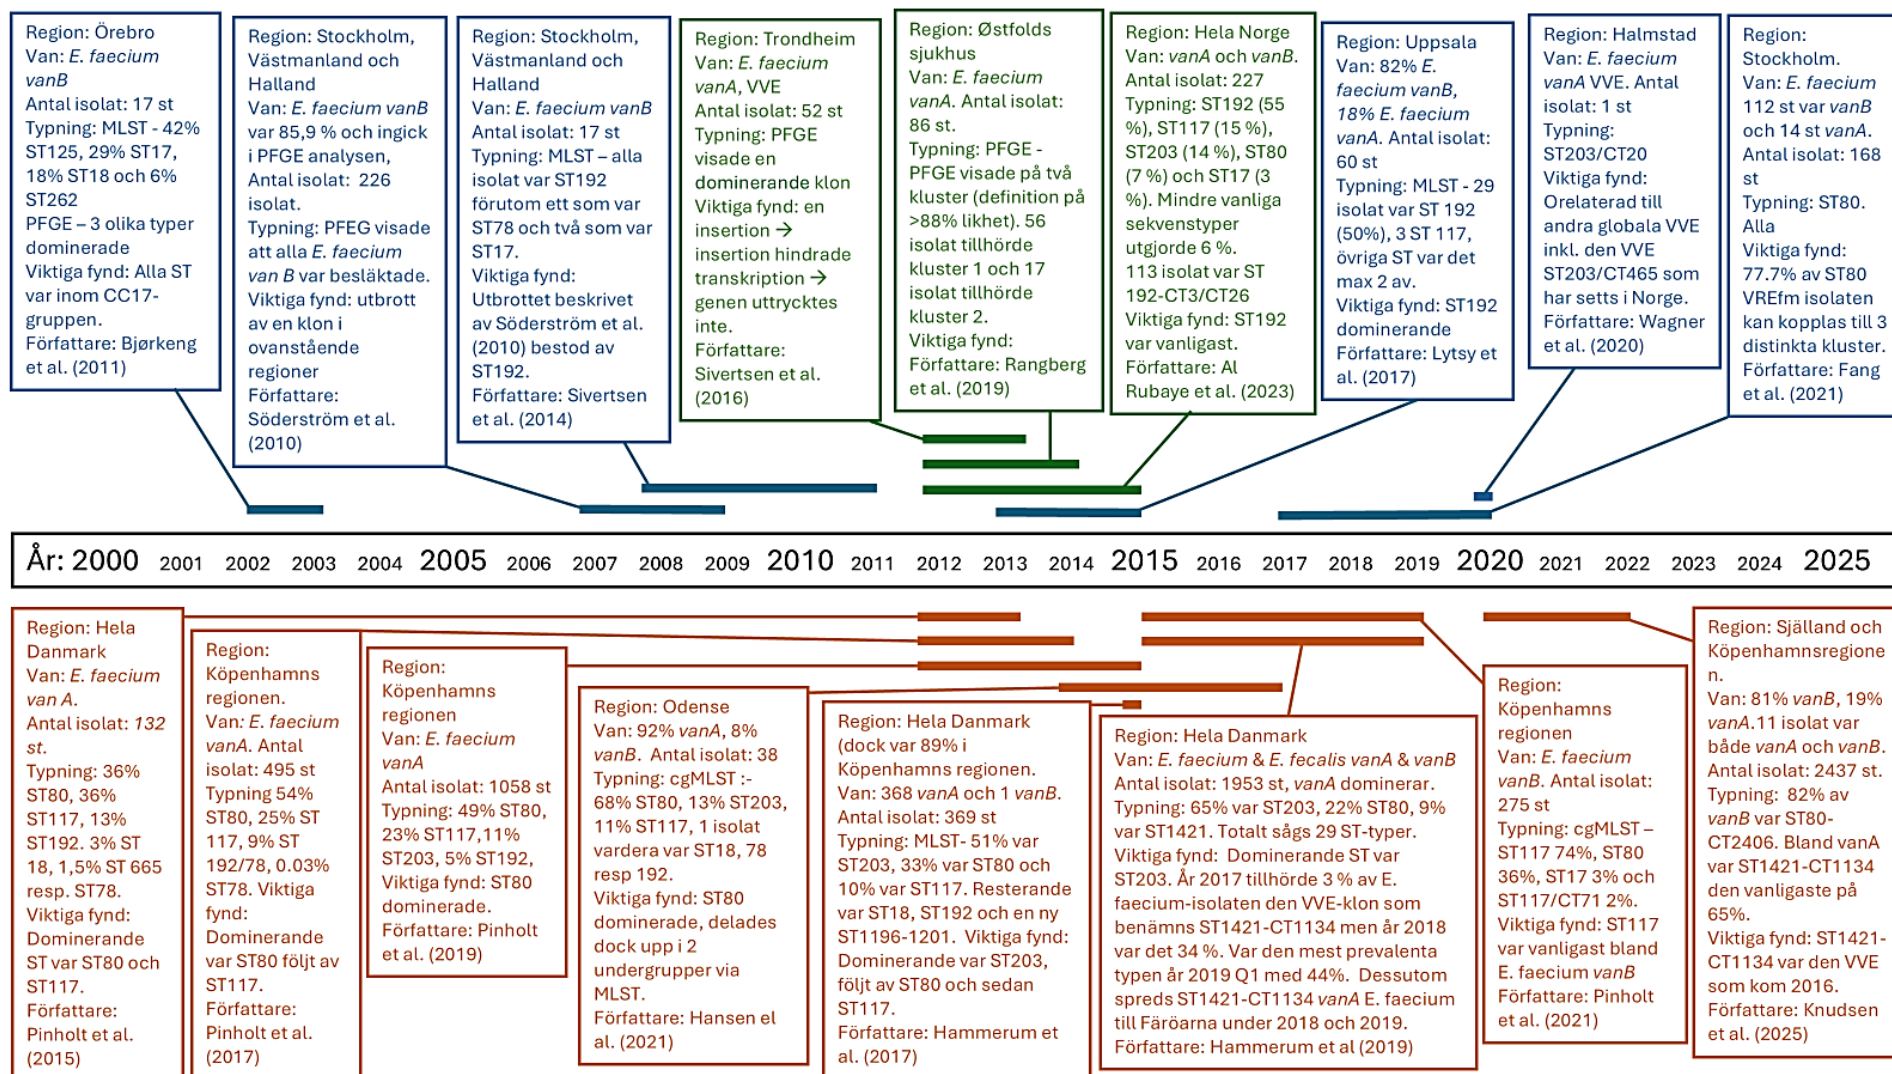 Region: Örebro
Van: E. faecium
vanB
Antal isolat: 17 st
Typning: MLST - 42%
ST125, 29% ST17,
18% ST18 och 6%
ST262
PFGE – 3 olika typer
dominerade
Viktiga fynd: Alla ST
var inom CC17-
gruppen.
Författare: Bjørkeng
et al. (2011)
Region: Stockholm,
Västmanland och
Halland
Van: E. faecium vanB
var 85,9 % och ingick
i PFGE analysen,
Antal isolat: 226
isolat.
Typning: PFEG visade
att alla E. faecium
van B var besläktade.
Viktiga fynd: utbrott
av en klon i
ovanstående
regioner
Författare:
Söderström et al.
(2010)
Region: Stockholm,
Västmanland och
Halland
Van: E. faecium vanB
Antal isolat: 17 st
Typning: MLST – alla
isolat var ST192
förutom ett som var
ST78 och två som var
ST17.
Viktiga fynd:
Utbrottet beskrivet
av Söderström et al.
(2010) bestod av
ST192.
Författare: Sivertsen
et al. (2014)
Region: Trondheim
Van: E. faecium
vanA, VVE
Antal isolat: 52 st
Typning: PFGE
visade en
dominerande klon
Viktiga fynd: en
insertion →
insertion hindrade
transkription →
genen uttrycktes
inte.
Författare:
Sivertsen et al.
(2016)
Region: Østfolds
sjukhus
Van: E. faecium
vanA. Antal isolat:
86 st.
Typning: PFGE -
PFGE visade på två
kluster (definition på
>88% likhet). 56
isolat tillhörde
kluster 1 och 17
isolat tillhörde
kluster 2.
Viktiga fynd:
Författare: Rangberg
et al. (2019)
Region: Hela Norge
Van: vanA och vanB.
Antal isolat: 227
Typning: ST192 (55
%), ST117 (15 %),
ST203 (14 %), ST80
(7 %) och ST17 (3
%). Mindre vanliga
sekvenstyper
utgjorde 6 %.
113 isolat var ST
192-CT3/CT26
Viktiga fynd: ST192
var vanligast.
Författare: Al
Rubaye et al. (2023)
Region: Uppsala
Van: 82% E.
faecium vanB,
18% E. faecium
vanA. Antal isolat:
60 st
Typning: MLST - 29
isolat var ST 192
(50%), 3 ST 117,
övriga ST var det
max 2 av.
Viktiga fynd: ST192
dominerande
Författare: Lytsy et
al. (2017)
Region: Halmstad
Van: E. faecium
vanA VVE. Antal
isolat: 1 st
Typning:
ST203/CT20
Viktiga fynd:
Orelaterad till
andra globala VVE
inkl. den VVE
ST203/CT465 som
har setts i Norge.
Författare: Wagner
et al. (2020)
Region:
Stockholm.
Van: E. faecium
112 st var vanB
och 14 st vanA.
Antal isolat: 168
st
Typning: ST80.
Alla
Viktiga fynd:
77.7% av ST80
VREfm isolaten
kan kopplas till 3
distinkta kluster.
Författare: Fang
et al. (2021)
År: 2000 2001 2002 2003 2004 2005 2006 2007 2008 2009 2010 2011 2012 2013 2014 2015 2016 2017 2018 2019 2020 2021 2022 2023 2024 2025
Region: Hela
Danmark
Van: E. faecium
van A.
Antal isolat: 132
st.
Typning: 36%
ST80, 36%
ST117, 13%
ST192. 3% ST
18, 1,5% ST 665
resp. ST78.
Viktiga fynd:
Dominerande
ST var ST80 och
ST117.
Författare:
Pinholt et al.
(2015)
Region:
Köpenhamns
regionen.
Van: E. faecium
vanA. Antal
isolat: 495 st
Typning 54%
ST80, 25% ST
117, 9% ST
192/78, 0.03%
ST78. Viktiga
fynd:
Dominerande
var ST80 följt av
ST117.
Författare:
Pinholt et al.
(2017)
Region:
Köpenhamns
regionen
Van: E. faecium
vanA
Antal isolat: 1058 st
Typning: 49% ST80,
23% ST117,11%
ST203, 5% ST192,
Viktiga fynd: ST80
dominerade.
Författare: Pinholt
et al. (2019)
Region: Odense
Van: 92% vanA, 8%
vanB. Antal isolat: 38
Typning: cgMLST :-
68% ST80, 13% ST203,
11% ST117, 1 isolat
vardera var ST18, 78
resp 192.
Viktiga fynd: ST80
dominerade, delades
dock upp i 2
undergrupper via
MLST.
Författare: Hansen el
al. (2021)
Region: Hela Danmark
(dock var 89% i
Köpenhamns regionen.
Van: 368 vanA och 1 vanB.
Antal isolat: 369 st
Typning: MLST- 51% var
ST203, 33% var ST80 och
10% var ST117. Resterande
var ST18, ST192 och en ny
ST1196-1201. Viktiga fynd:
Dominerande var ST203,
följt av ST80 och sedan
ST117.
Författare: Hammerum et
al. (2017)
Region: Hela Danmark
Van: E. faecium & E. fecalis vanA & vanB
Antal isolat: 1953 st, vanA dominerar.
Typning: 65% var ST203, 22% ST80, 9%
var ST1421. Totalt sågs 29 ST-typer.
Viktiga fynd: Dominerande ST var
ST203. År 2017 tillhörde 3 % av E.
faecium-isolaten den VVE-klon som
benämns ST1421-CT1134 men år 2018
var det 34 %. Var den mest prevalenta
typen år 2019 Q1 med 44%. Dessutom
spreds ST1421-CT1134 vanA E. faecium
till Färöarna under 2018 och 2019.
Författare: Hammerum et al (2019)
Region:
Köpenhamns
regionen
Van: E. faecium
vanB. Antal isolat:
275 st
Typning: cgMLST –
ST117 74%, ST80
36%, ST17 3% och
ST117/CT71 2%.
Viktiga fynd: ST117
var vanligast bland
E. faecium vanB
Författare: Pinholt
et al. (2021)
Region: Själland och
Köpenhamnsregione
n.
Van: 81% vanB, 19%
vanA.11 isolat var
både vanA och vanB.
Antal isolat: 2437 st.
Typning: 82% av
vanB var ST80-
CT2406. Bland vanA
var ST1421-CT1134
den vanligaste på
65%.
Viktiga fynd: ST1421-
CT1134 var den VVE
som kom 2016.
Författare: Knudsen
et al. (2025)